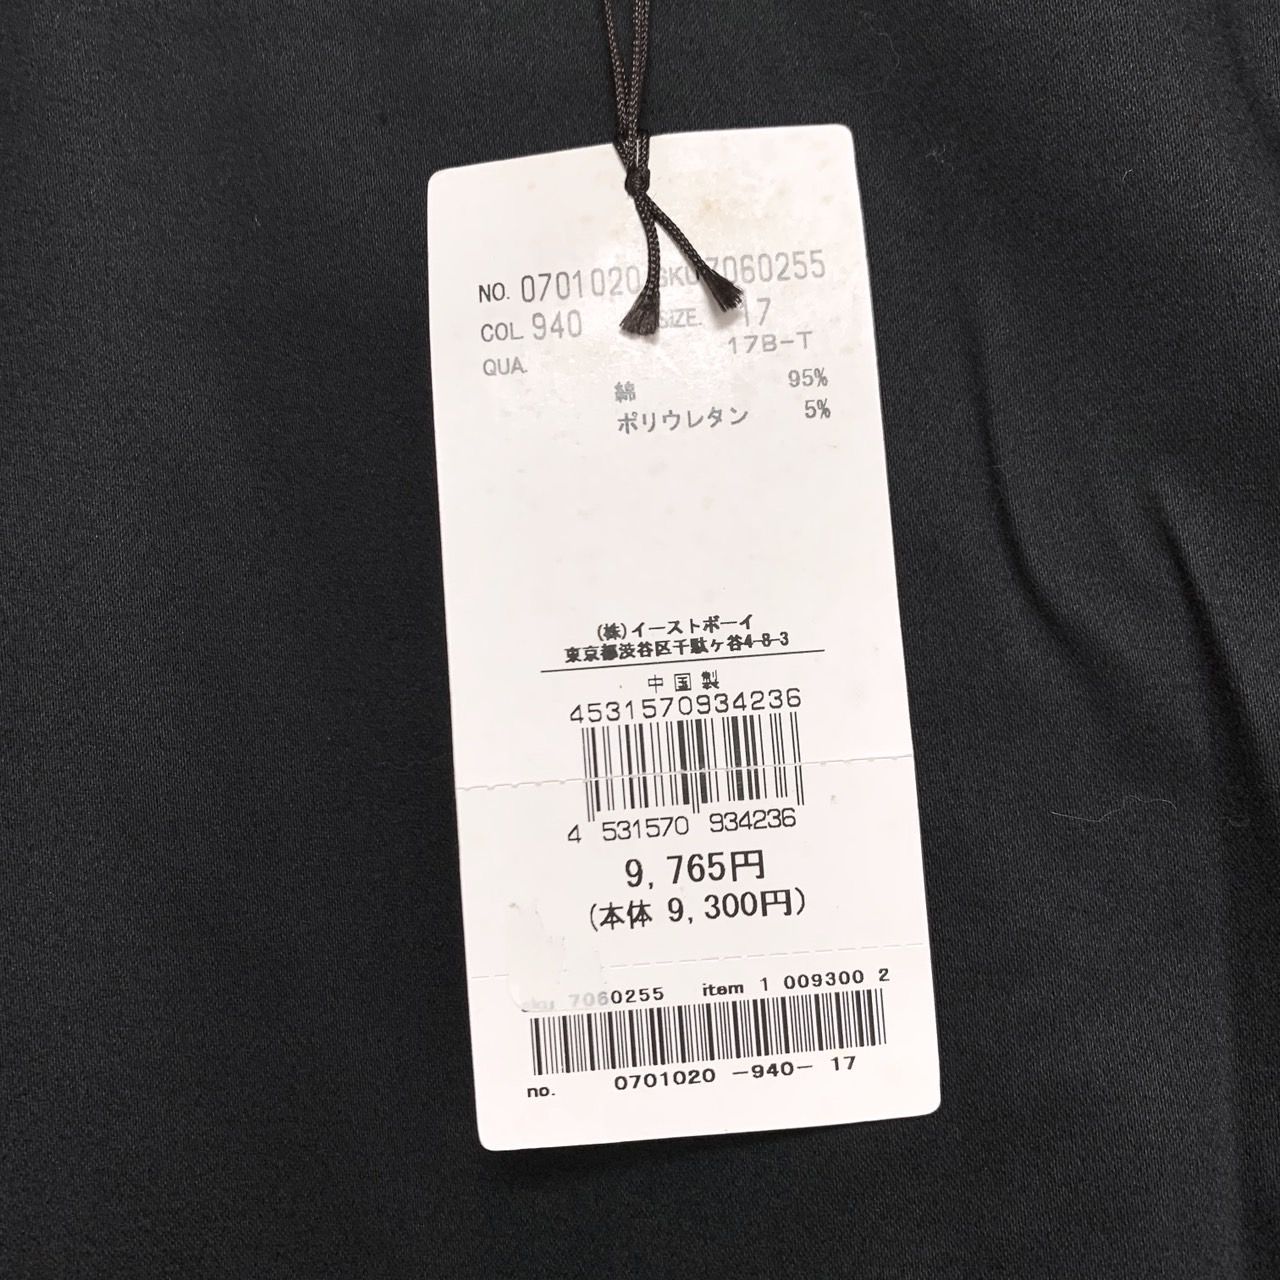 NO. 0701020 SKU 7060255
COL. 940 SIZE. 17
QUA. 17B-T
綿 95%
ポリウレタン 5%
(株)イーストボーイ
東京都渋谷区千駄ケ谷4-8-3
中国製
4531570934236
4 531570 934236
9,765円
(本体 9,300円)
sku 7060255 item 1 009300 2
no. 0701020 -940- 17